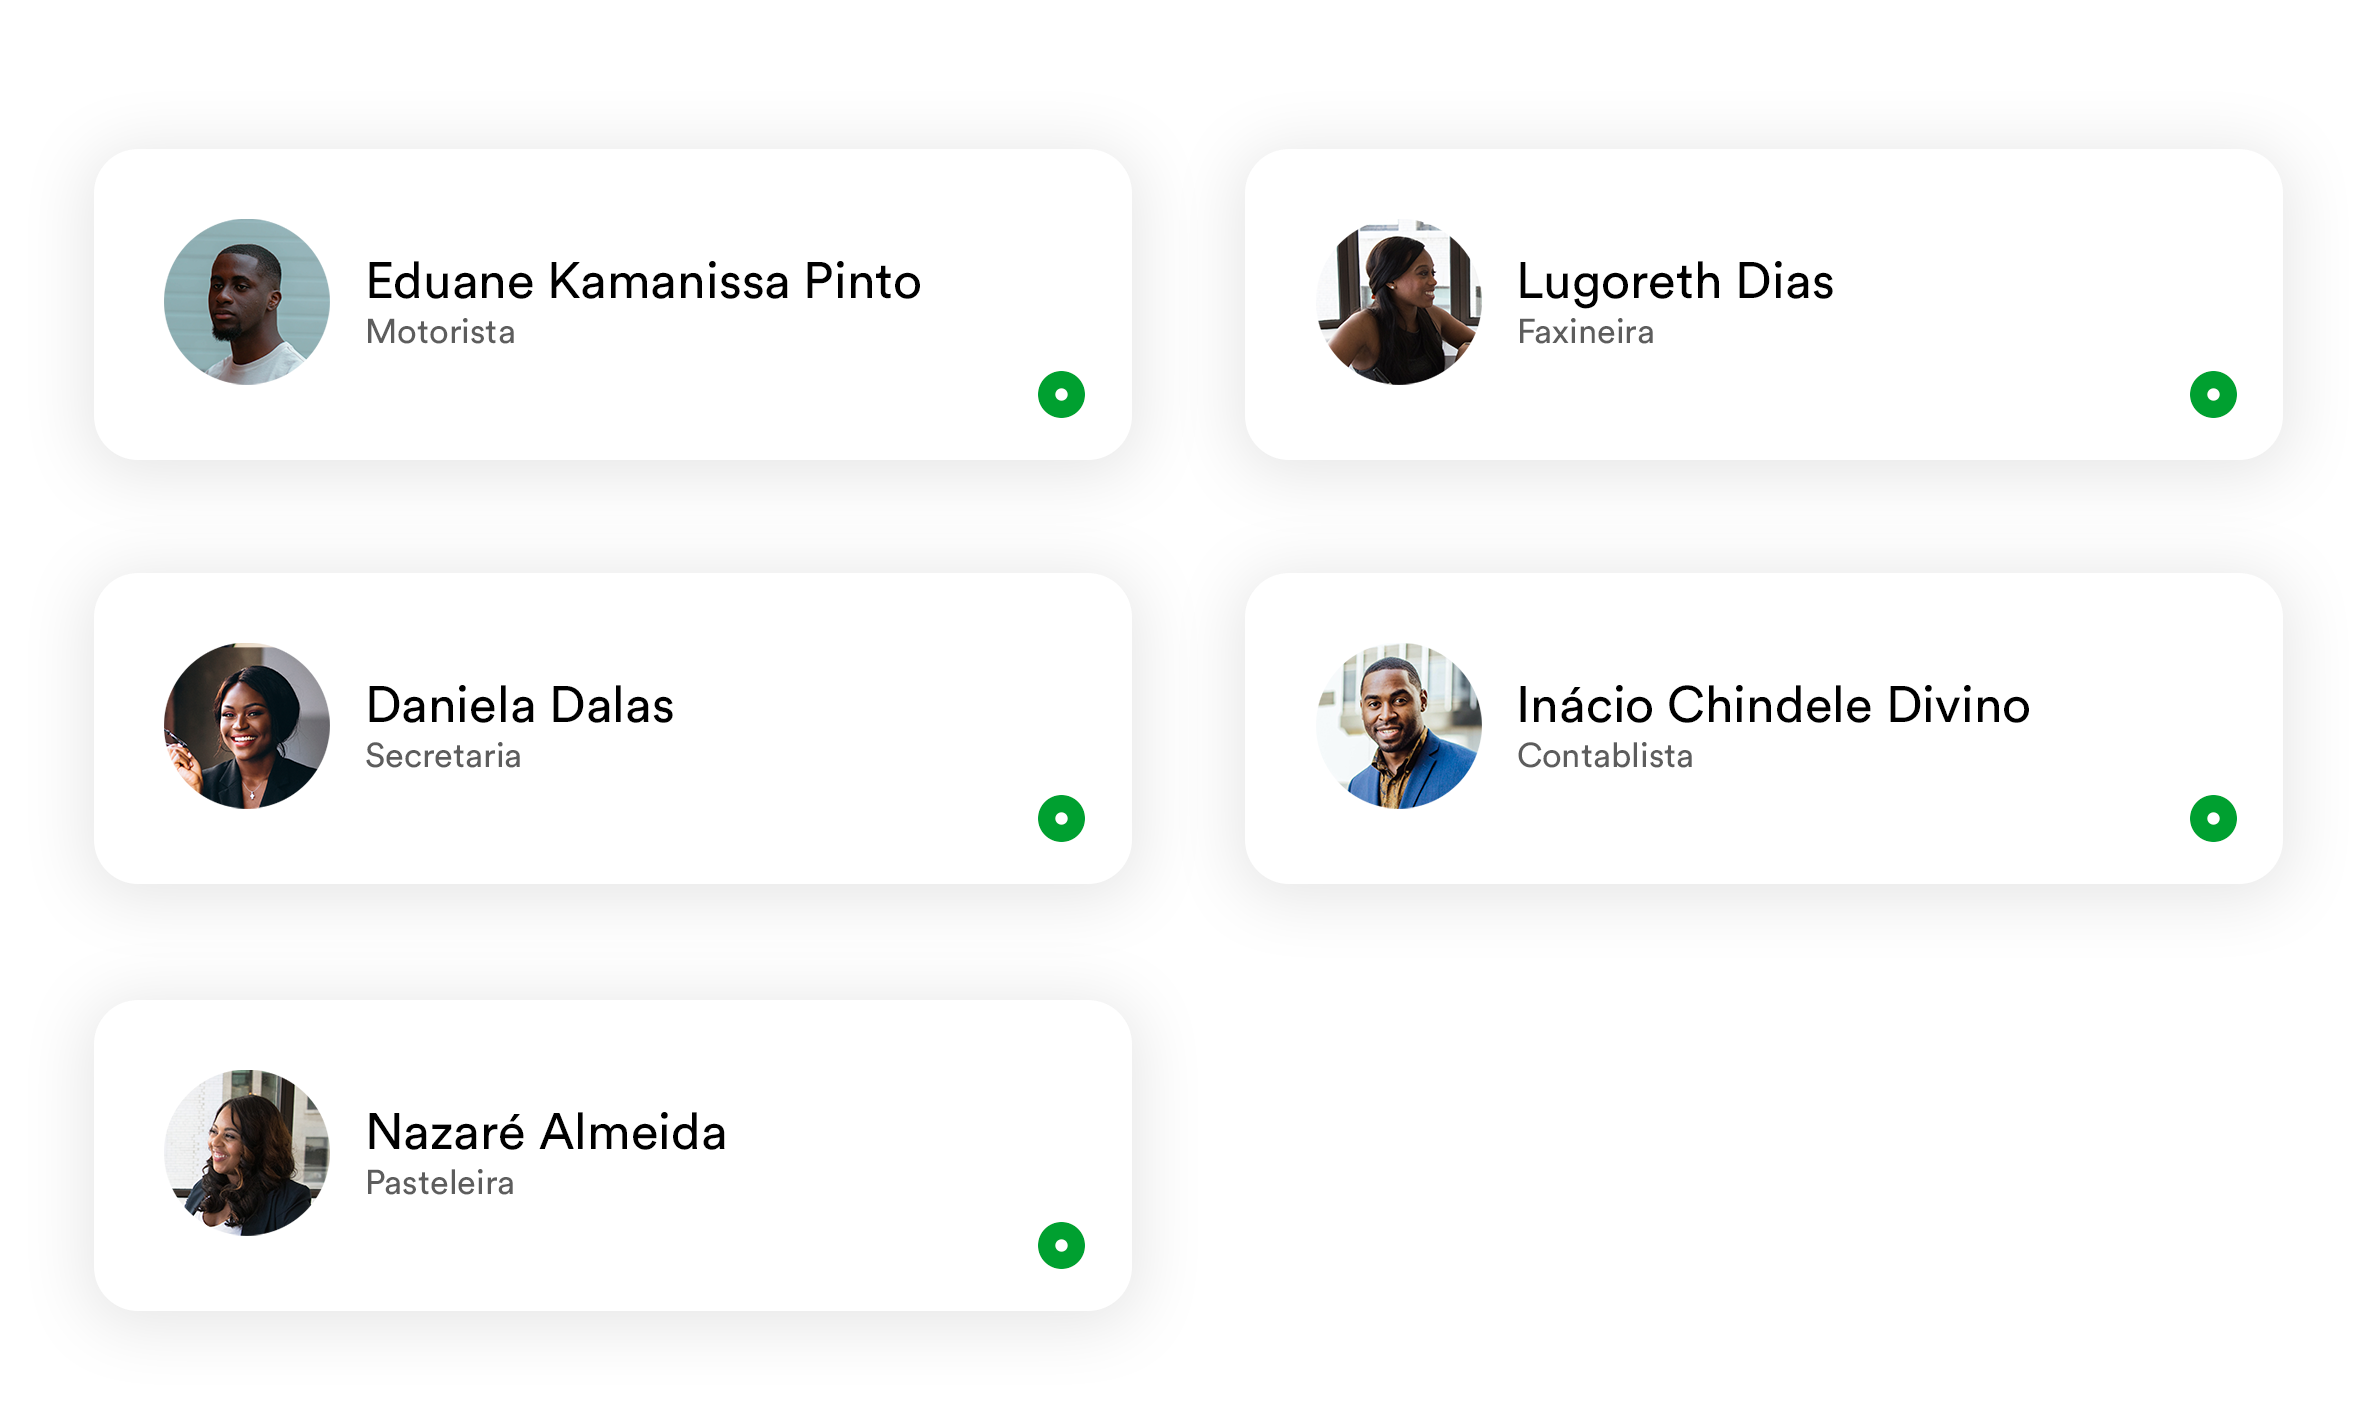 Eduane Kamanissa Pinto
Motorista
Lugoreth Dias
Faxineira
Daniela Dalas
Secretaria
Inácio Chindele Divino
Contablista
Nazaré Almeida
Pasteleira